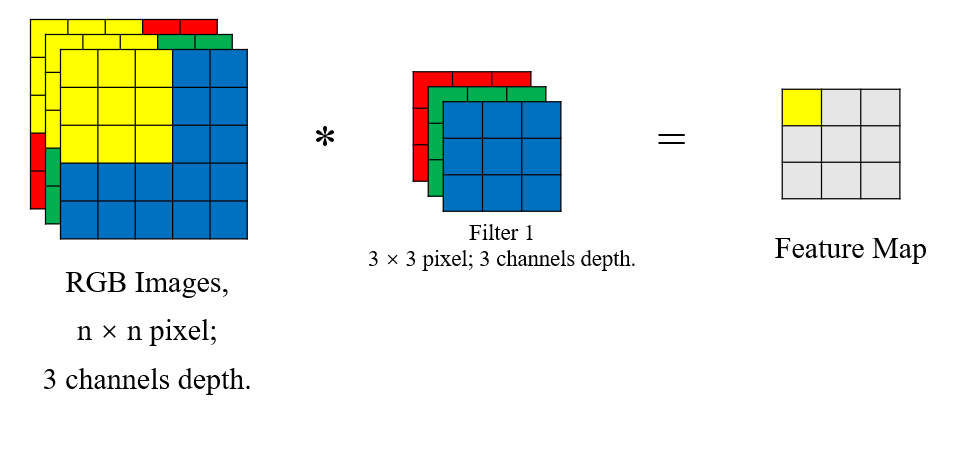 *
=
Filter 1
3 × 3 pixel; 3 channels depth.
Feature Map
RGB Images,
n × n pixel;
3 channels depth.